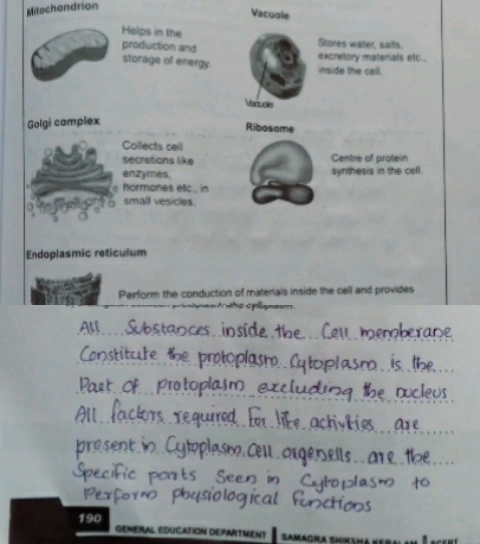 Mitochondrion
Helps in the
production and
storage of energy.
Vacuole
Stores water, salts,
excretory materials etc.,
inside the cell.
Vacuole
Golgi complex
Collects cell
secretions like
enzymes,
hormones etc., in
small vesicles.
Ribosome
Centre of protein
synthesis in the cell.
Endoplasmic reticulum
Perform the conduction of materials inside the cell and provides
All Substances inside the Cell memberane
Constitute the protoplasm Cytoplasm is the
Part of protoplasm excluding the nucleus
All factors required for life activities are
present in Cytoplasm. Cell organells are the
Specific parts Seen in Cytoplasm to
Perform physiological functions
190
GENERAL EDUCATION DEPARTMENT
SAMAGRA SHIKSHA KERALAM
SCERT